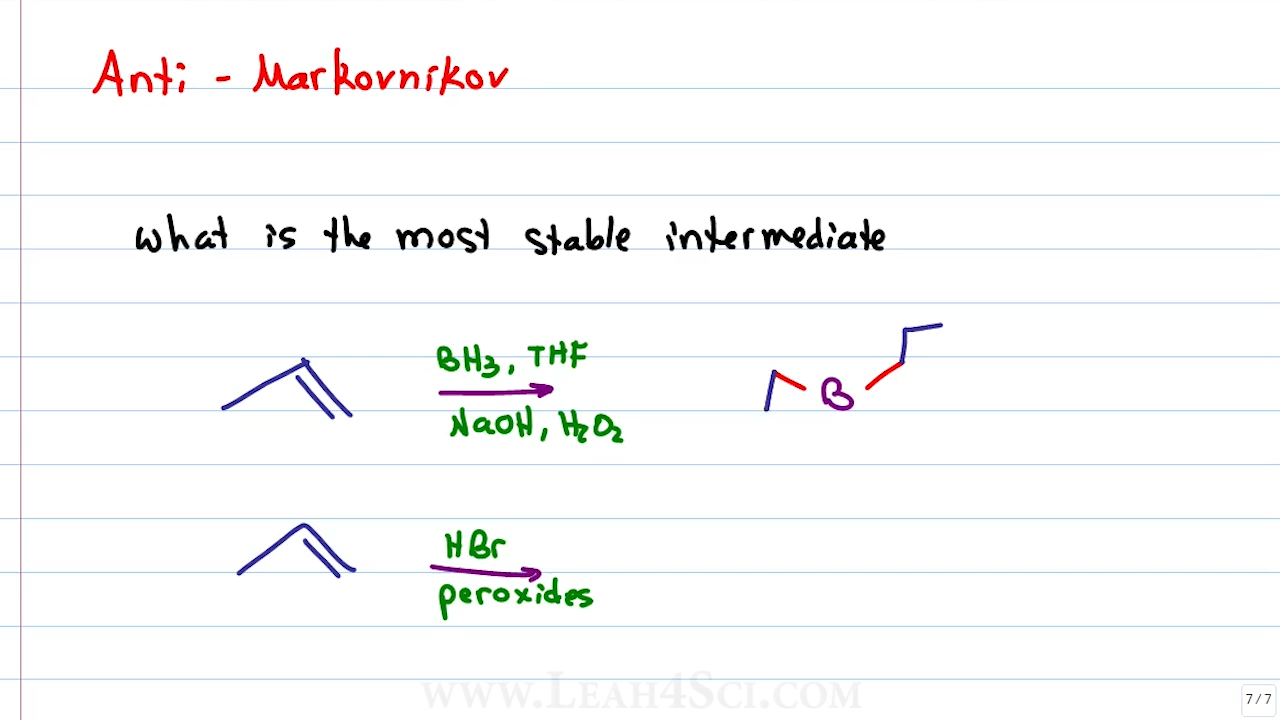 Anti - Markovnikov
what is the most stable intermediate
BH3, THF
NaOH, H2O2
B
HBr
peroxides
www.Leah4Sci.com
7/7